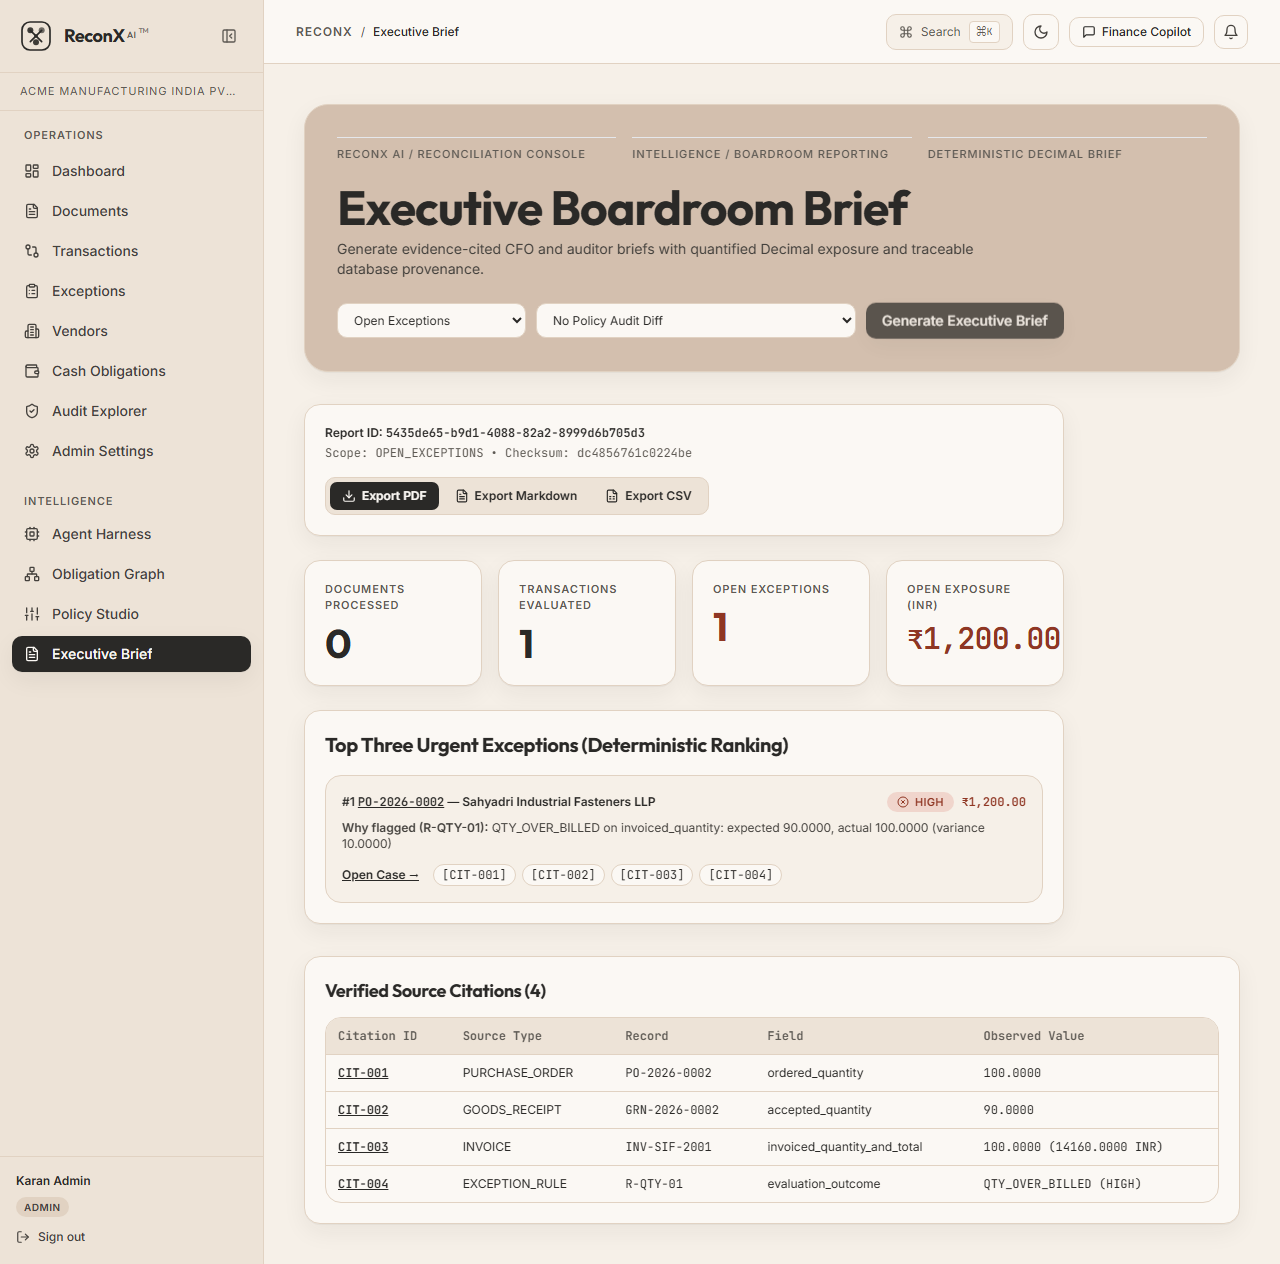 ReconX AI ™
ACME MANUFACTURING INDIA PV...
OPERATIONS
Dashboard
Documents
Transactions
Exceptions
Vendors
Cash Obligations
Audit Explorer
Admin Settings
INTELLIGENCE
Agent Harness
Obligation Graph
Policy Studio
Executive Brief
Karan Admin
ADMIN
Sign out
RECONX / Executive Brief
Search ⌘K
Finance Copilot
RECONX AI / RECONCILIATION CONSOLE
INTELLIGENCE / BOARDROOM REPORTING
DETERMINISTIC DECIMAL BRIEF
Executive Boardroom Brief
Generate evidence-cited CFO and auditor briefs with quantified Decimal exposure and traceable
database provenance.
Open Exceptions
No Policy Audit Diff
Generate Executive Brief
Report ID: 5435de65-b9d1-4088-82a2-8999d6b705d3
Scope: OPEN_EXCEPTIONS • Checksum: dc4856761c0224be
Export PDF
Export Markdown
Export CSV
DOCUMENTS
PROCESSED
0
TRANSACTIONS
EVALUATED
1
OPEN EXCEPTIONS
1
OPEN EXPOSURE
(INR)
₹1,200.00
Top Three Urgent Exceptions (Deterministic Ranking)
#1 PO-2026-0002 — Sahyadri Industrial Fasteners LLP
HIGH ₹1,200.00
Why flagged (R-QTY-01): QTY_OVER_BILLED on invoiced_quantity: expected 90.0000, actual 100.0000 (variance
10.0000)
Open Case → [CIT-001] [CIT-002] [CIT-003] [CIT-004]
Verified Source Citations (4)
Citation ID Source Type Record Field Observed Value
CIT-001 PURCHASE_ORDER PO-2026-0002 ordered_quantity 100.0000
CIT-002 GOODS_RECEIPT GRN-2026-0002 accepted_quantity 90.0000
CIT-003 INVOICE INV-SIF-2001 invoiced_quantity_and_total 100.0000 (14160.0000 INR)
CIT-004 EXCEPTION_RULE R-QTY-01 evaluation_outcome QTY_OVER_BILLED (HIGH)